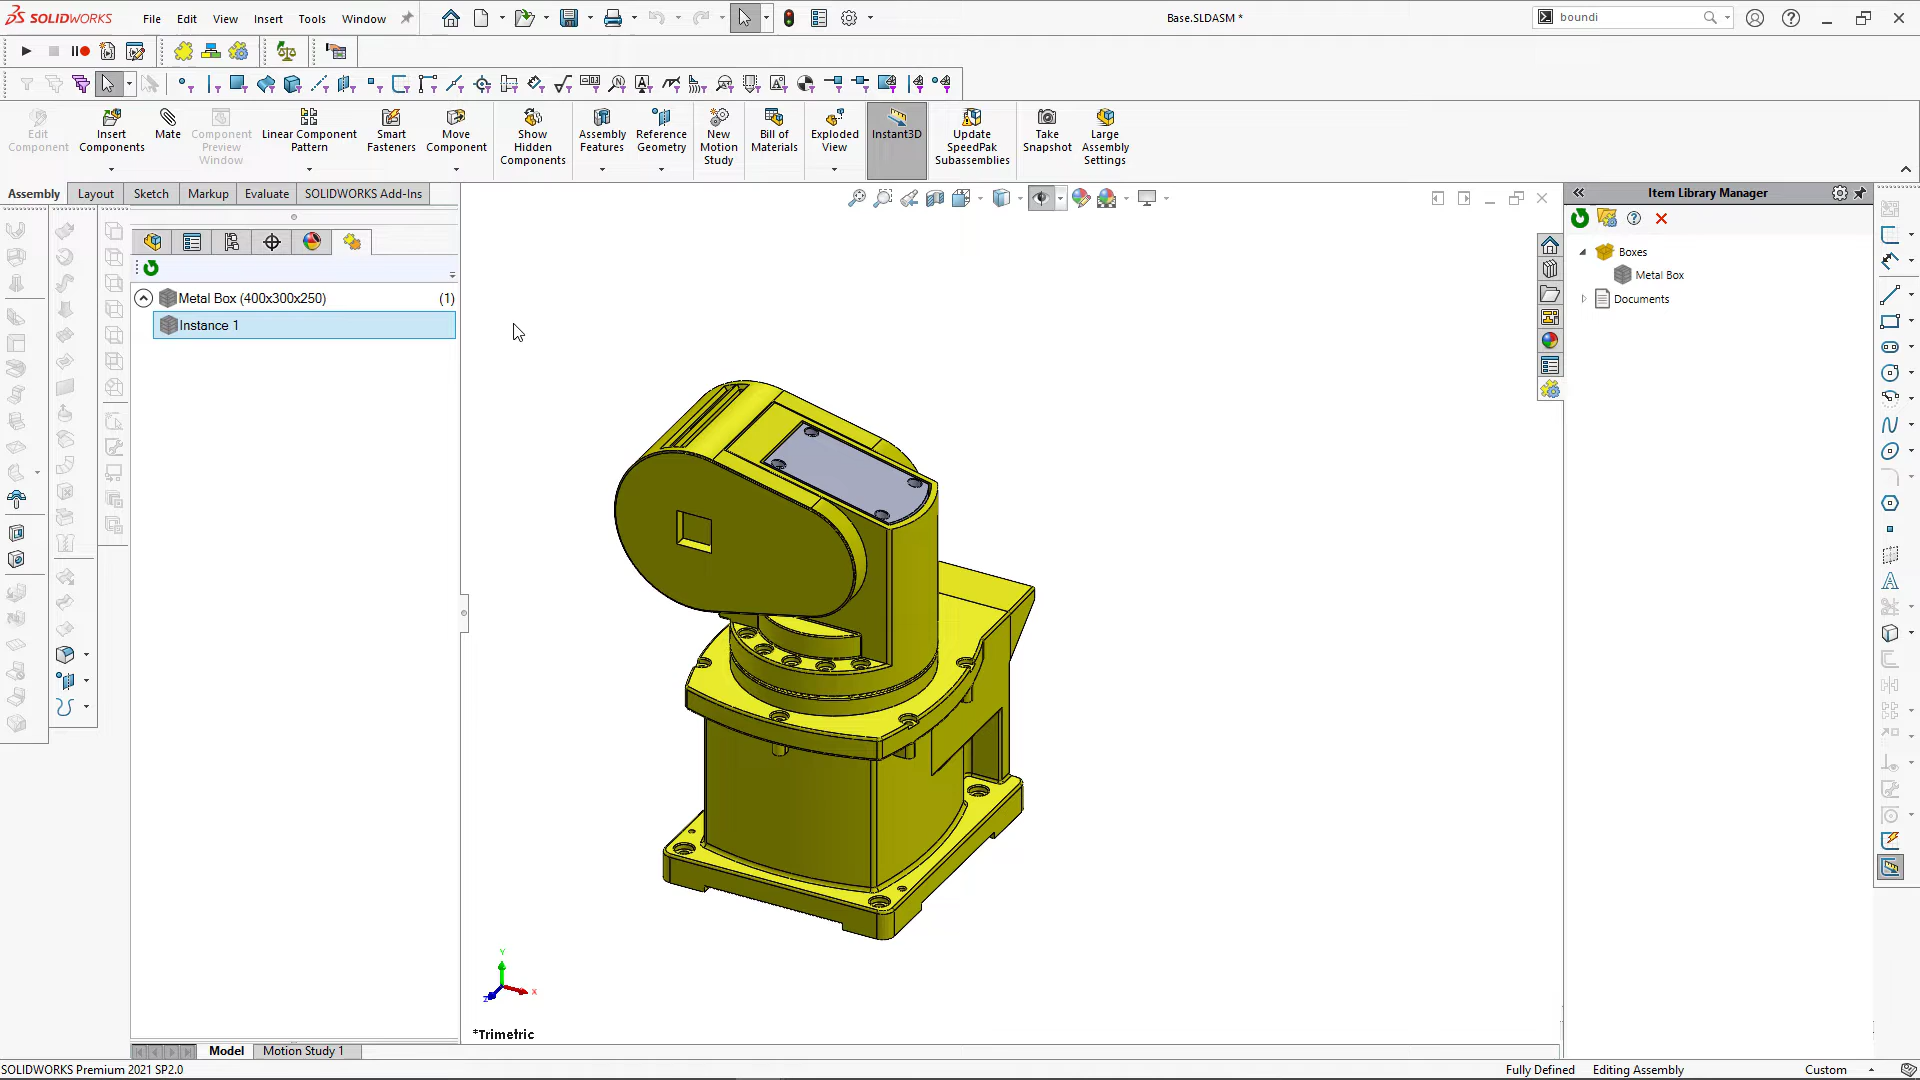 SOLIDWORKS File Edit View Insert Tools Window Base.SLDASM * boundi
Edit Component
Insert Components
Mate
Component Preview Window
Linear Component Pattern
Smart Fasteners
Move Component
Show Hidden Components
Assembly Features
Reference Geometry
New Motion Study
Bill of Materials
Exploded View
Instant3D
Update SpeedPak Subassemblies
Take Snapshot
Large Assembly Settings
Assembly Layout Sketch Markup Evaluate SOLIDWORKS Add-Ins
Item Library Manager
Boxes
Metal Box
Documents
Metal Box (400x300x250) (1)
Instance 1
Y
X
Z
*Trimetric
Model Motion Study 1
SOLIDWORKS Premium 2021 SP2.0 Fully Defined Editing Assembly Custom